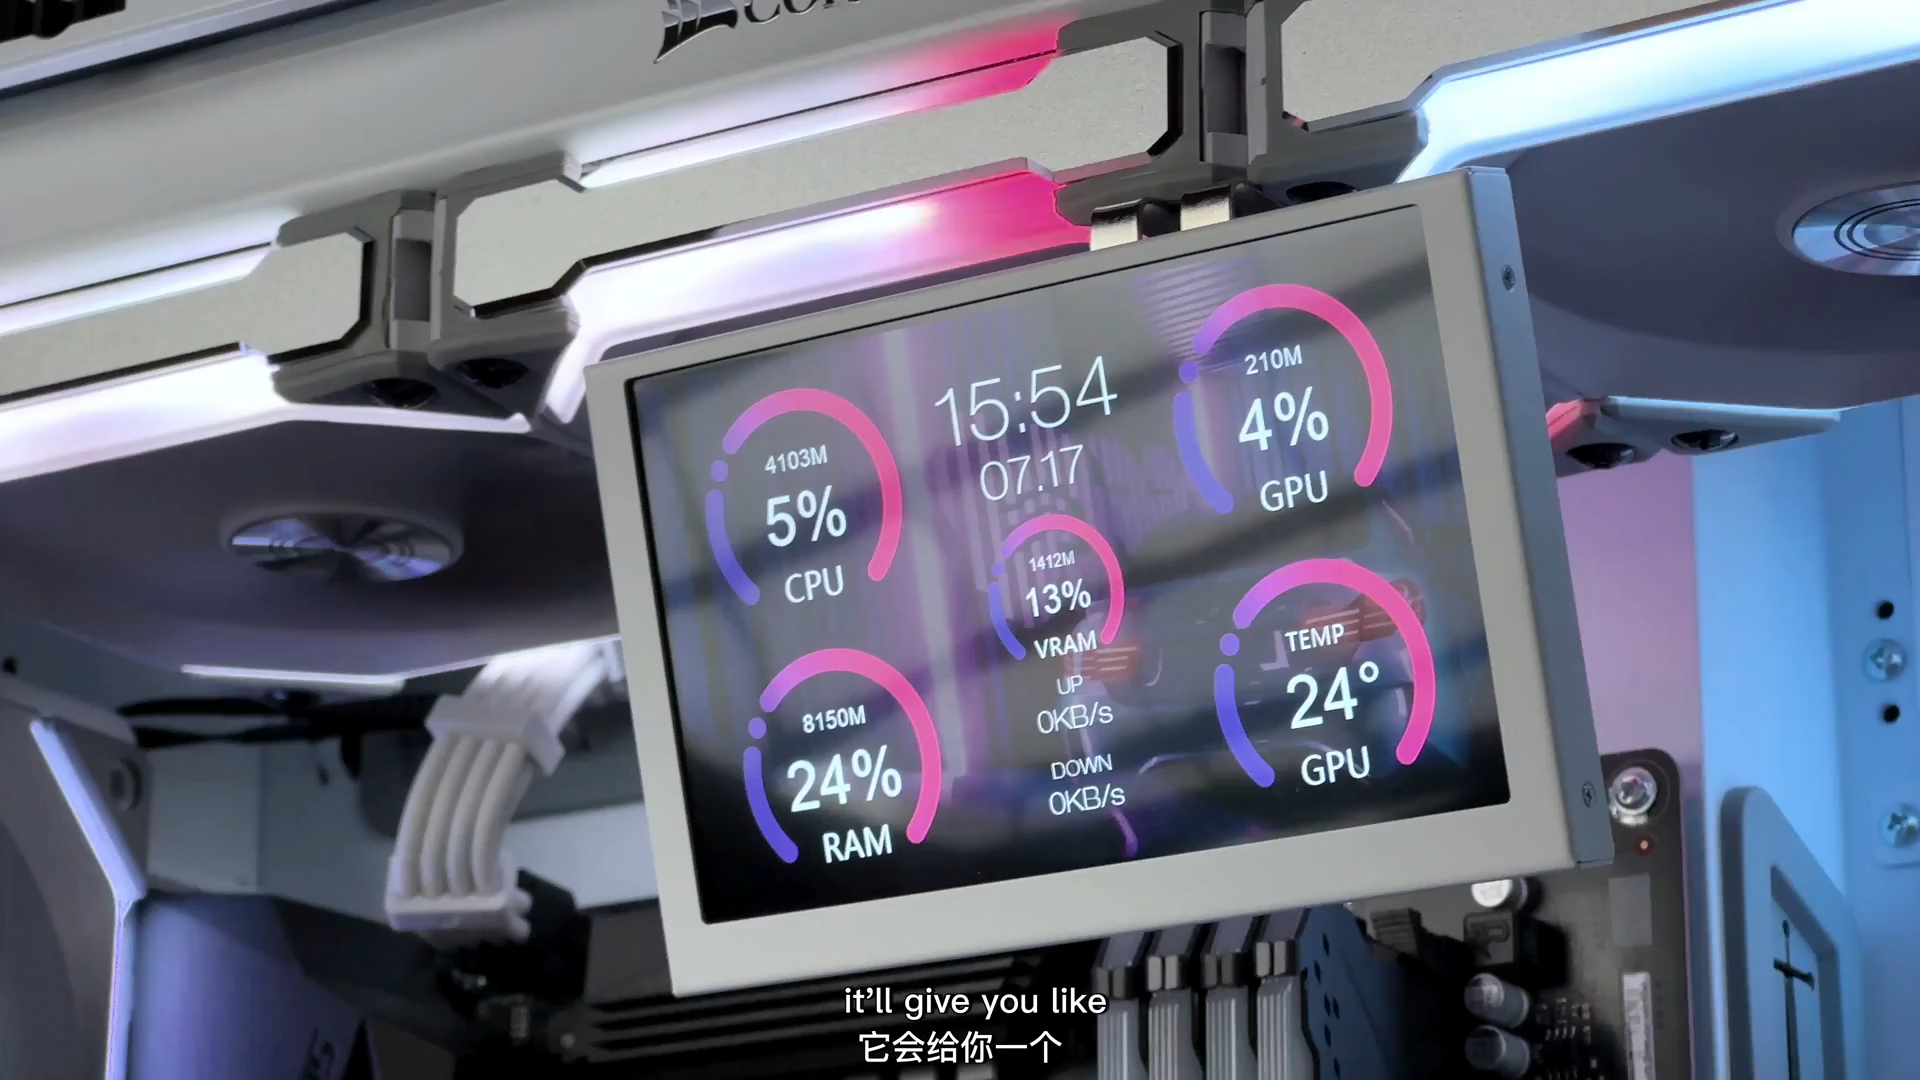 15:54
07.17
4103M
5%
CPU
210M
4%
GPU
1412M
13%
VRAM
UP
0KB/s
DOWN
0KB/s
8150M
24%
RAM
TEMP
24°
GPU
it’ll give you like
它会给你一个